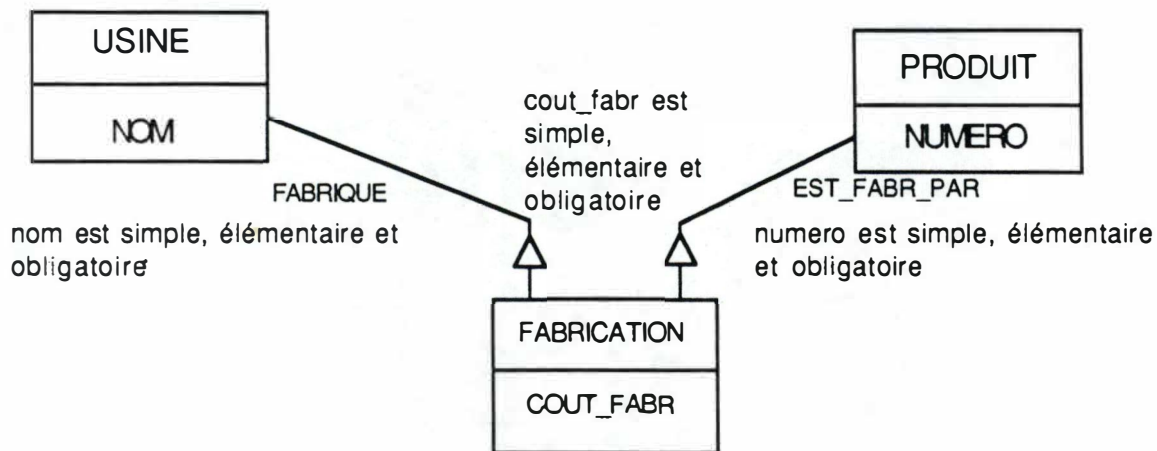 USINE
NOM
PRODUIT
NUMERO
cout_fabr est
simple,
élémentaire et
obligatoire
FABRIQUE
EST_FABR_PAR
nom est simple, élémentaire et
obligatoire
numero est simple, élémentaire
et obligatoire
FABRICATION
COUT_FABR